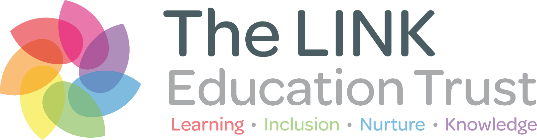 The LINK
Education Trust
Learning • Inclusion • Nurture • Knowledge